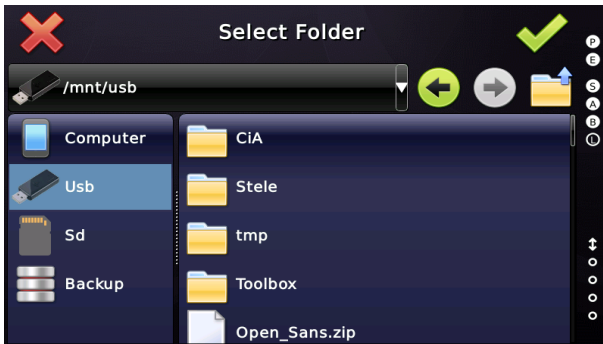 Select Folder
/mnt/usb
Computer
Usb
Sd
Backup
CiA
Stele
tmp
Toolbox
Open_Sans.zip
P
E
S
A
B
L